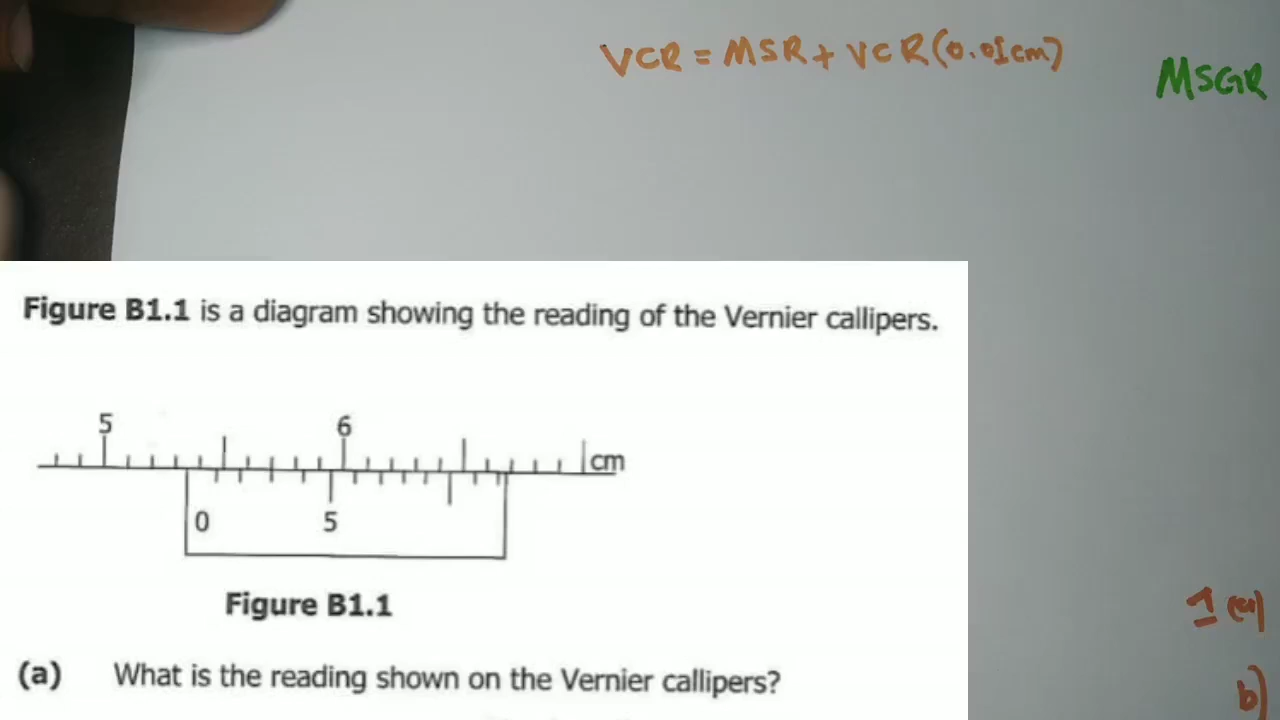 VCR = MSR + VCR(0.01cm)
MSGR
Figure B1.1 is a diagram showing the reading of the Vernier callipers.
5 6
cm
0 5
Figure B1.1
(a) What is the reading shown on the Vernier callipers?
1 (a)
b)